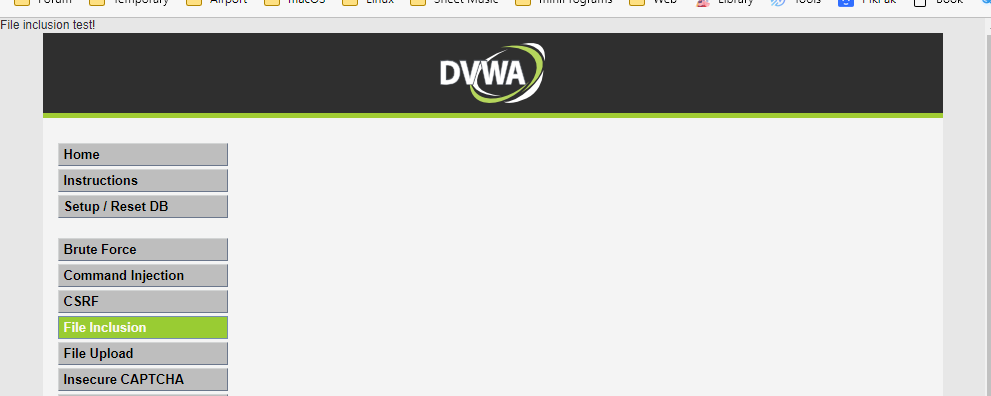 Forum Temporary Airport macOS Linux Sheet Music miniPrograms Web Library Tools PikPak Book
File inclusion test!
DVWA
Home
Instructions
Setup / Reset DB
Brute Force
Command Injection
CSRF
File Inclusion
File Upload
Insecure CAPTCHA